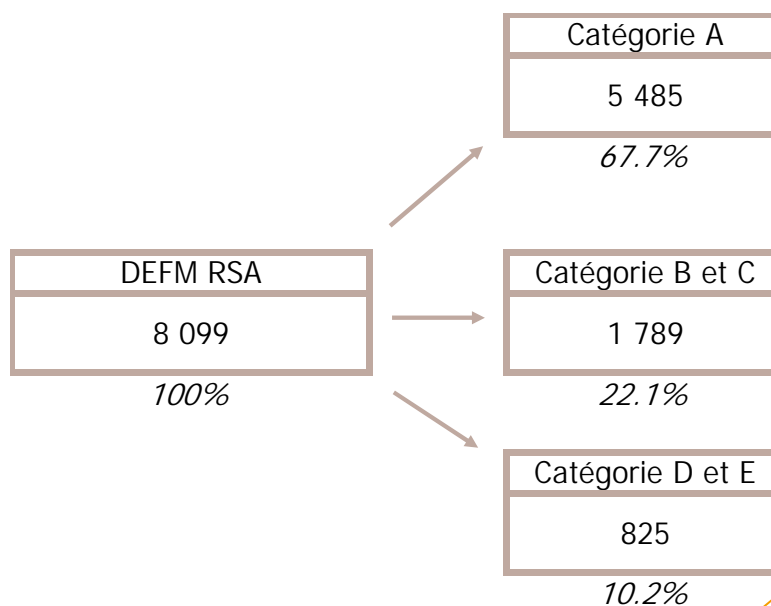 Catégorie A
5 485
67.7%
DEFM RSA
8 099
100%
Catégorie B et C
1 789
22.1%
Catégorie D et E
825
10.2%